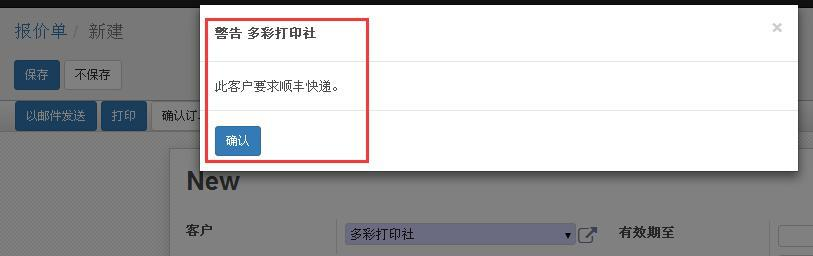 报价单 / 新建
警告 多彩打印社
×
保存 不保存
此客户要求顺丰快递。
以邮件发送 打印 确认订
确认
New
客户 多彩打印社 有效期至